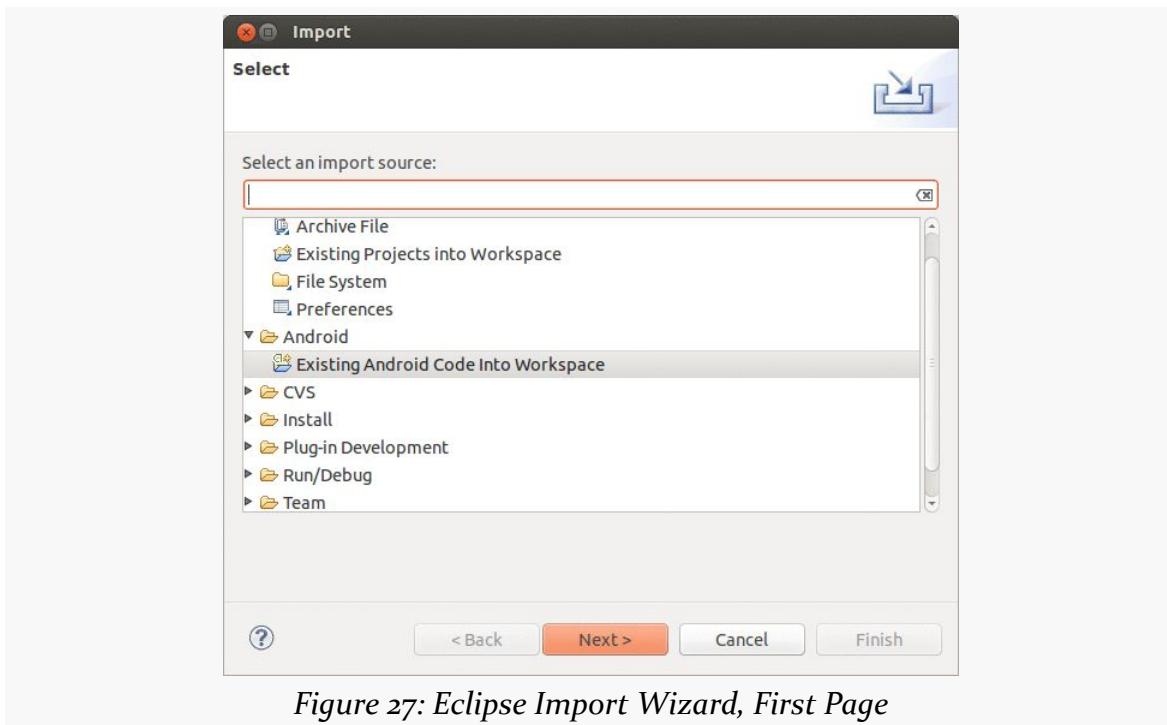 Import
Select
Select an import source:
Archive File
Existing Projects into Workspace
File System
Preferences
Android
Existing Android Code Into Workspace
CVS
Install
Plug-in Development
Run/Debug
Team
< Back Next > Cancel Finish
Figure 27: Eclipse Import Wizard, First Page